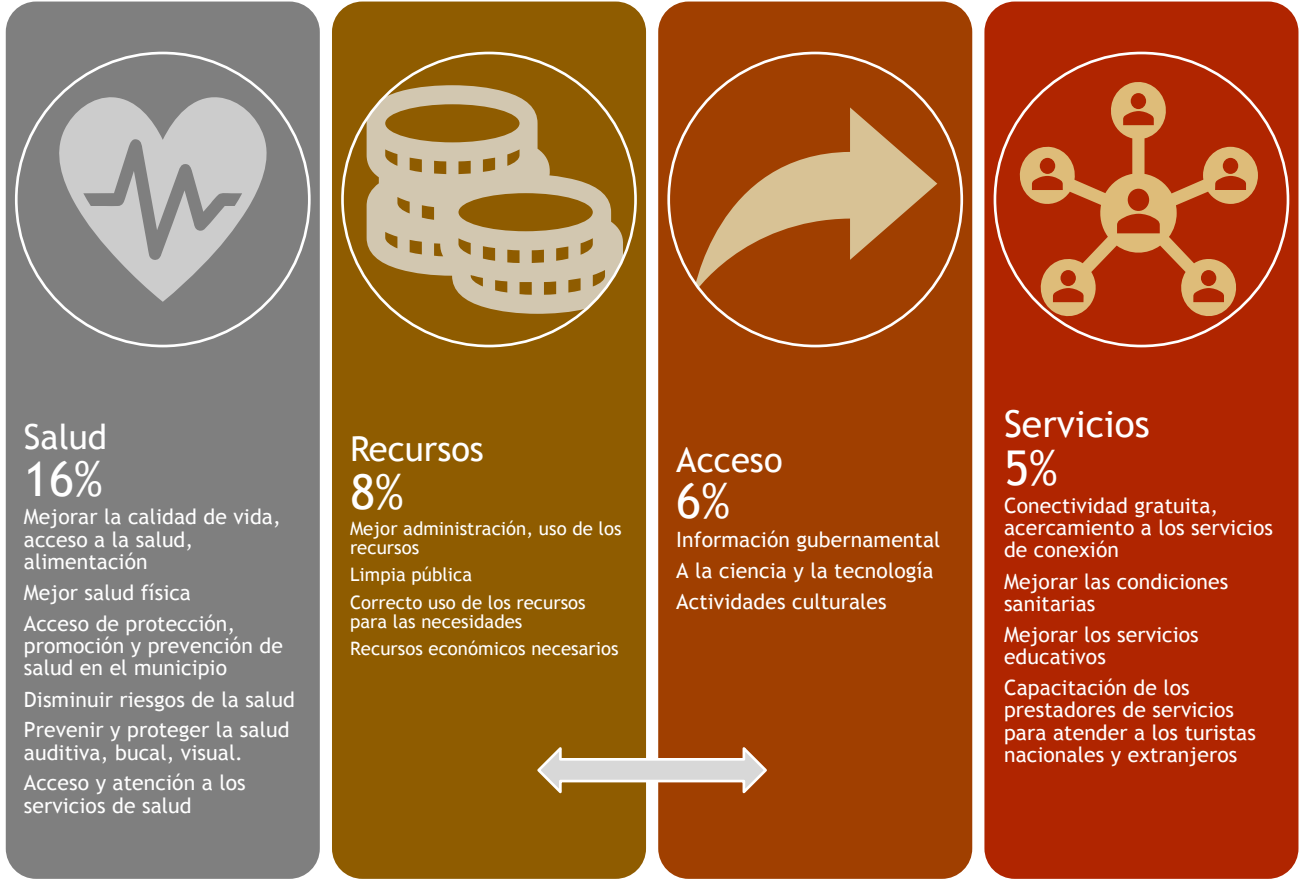 Salud
16%
Mejorar la calidad de vida,
acceso a la salud,
alimentación
Mejor salud física
Acceso de protección,
promoción y prevención de
salud en el municipio
Disminuir riesgos de la salud
Prevenir y proteger la salud
auditiva, bucal, visual.
Acceso y atención a los
servicios de salud
Recursos
8%
Mejor administración, uso de los
recursos
Limpia pública
Correcto uso de los recursos
para las necesidades
Recursos económicos necesarios
Acceso
6%
Información gubernamental
A la ciencia y la tecnología
Actividades culturales
Servicios
5%
Conectividad gratuita,
acercamiento a los servicios
de conexión
Mejorar las condiciones
sanitarias
Mejorar los servicios
educativos
Capacitación de los
prestadores de servicios
para atender a los turistas
nacionales y extranjeros